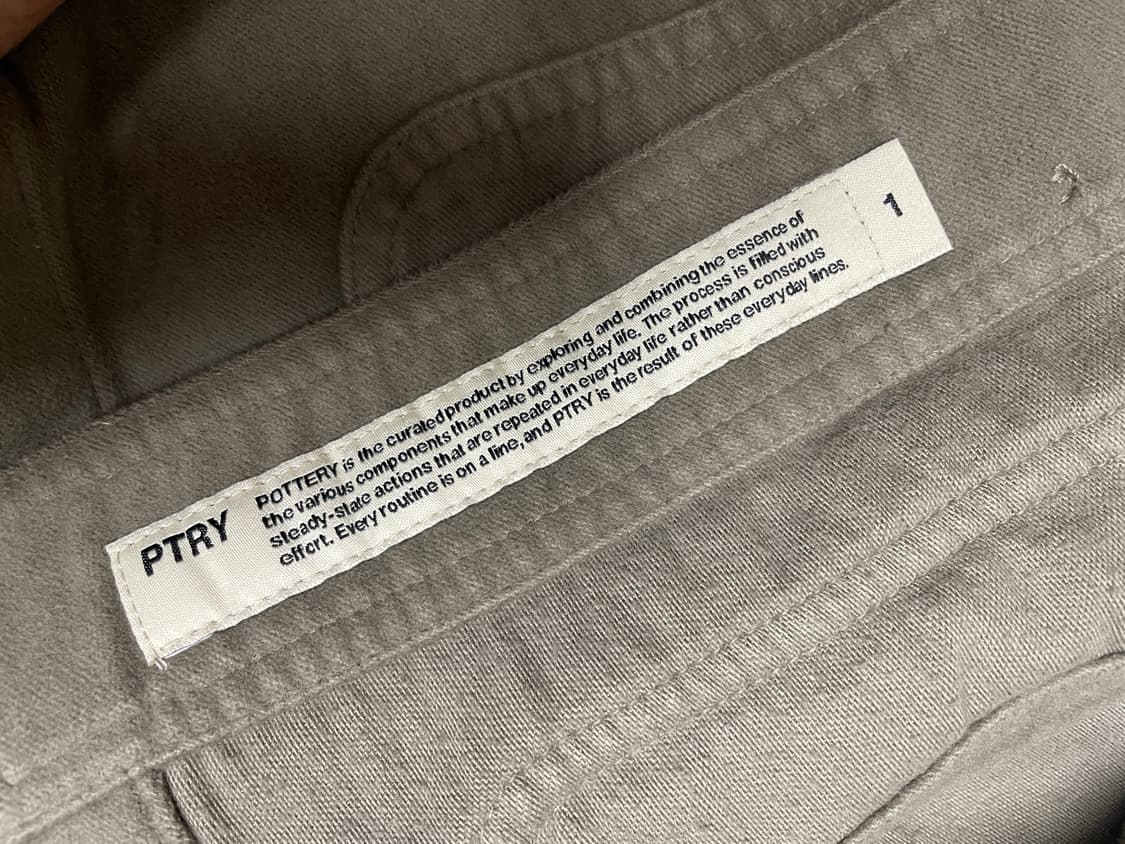 PTRY
POTTERY is the curated product by exploring and combining the essence of
the various components that make up everyday life. The process is filled with
steady-state actions that are repeated in everyday life rather than conscious
effort. Every routine is on a line, and PTRY is the result of these everyday lines.
1